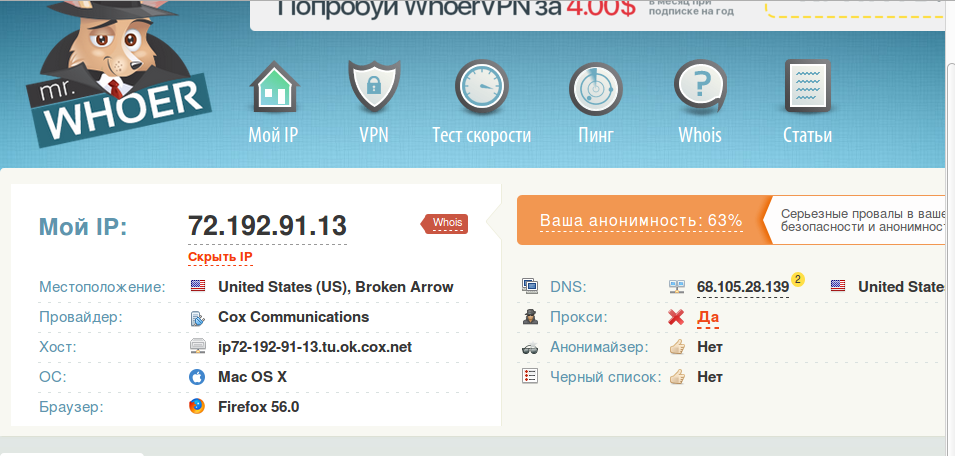 Попробуй WhoerVPN за 4.00$ в месяц при
подписке на год
mr.
WHOER
Мой IP VPN Тест скорости Пинг Whois Статьи
Мой IP: 72.192.91.13 Whois
Скрыть IP
Ваша анонимность: 63%
Серьезные провалы в ваше
безопасности и анонимност
Местоположение: United States (US), Broken Arrow
Провайдер: Cox Communications
Хост: ip72-192-91-13.tu.ok.cox.net
ОС: Mac OS X
Браузер: Firefox 56.0
DNS: 68.105.28.139 2 United States
Прокси: Да
Анонимайзер: Нет
Черный список: Нет